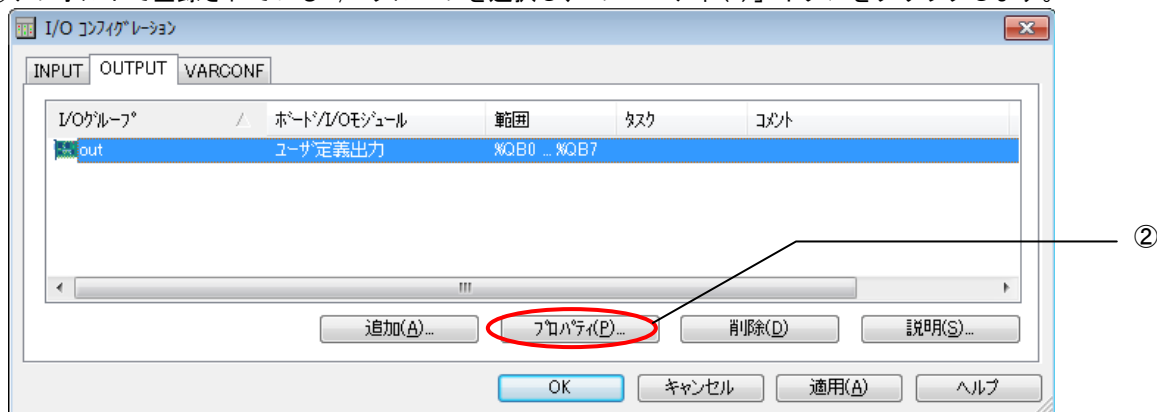 I/O ｺﾝﾌｨｸﾞﾚｰｼｮﾝ
INPUT OUTPUT VARCONF
I/Oｸﾞﾙｰﾌﾟ ﾎﾞｰﾄﾞ/I/Oﾓｼﾞｭｰﾙ 範囲 ﾀｽｸ ｺﾒﾝﾄ
out ﾕｰｻﾞ定義出力 %QB0 ... %QB7
②
追加(A)... ﾌﾟﾛﾊﾟﾃｨ(P)... 削除(D) 説明(S)...
OK キャンセル 適用(A) ヘルプ